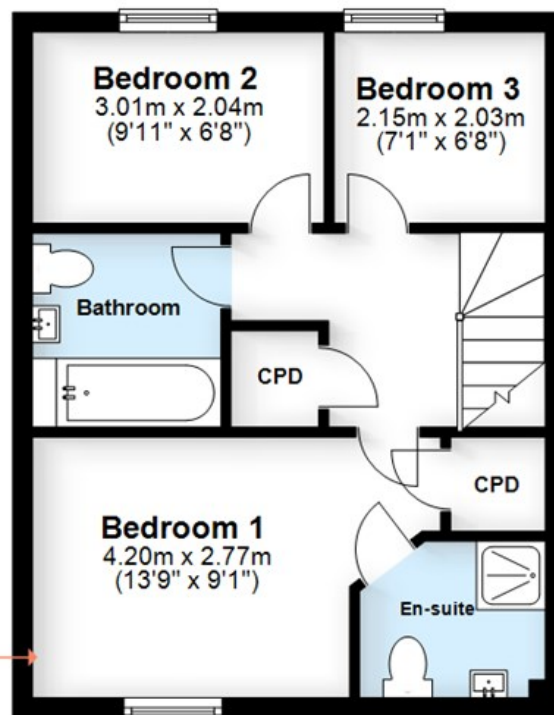 Bedroom 2
3.01m x 2.04m
(9'11" x 6'8")
Bedroom 3
2.15m x 2.03m
(7'1" x 6'8")
Bathroom
CPD
CPD
Bedroom 1
4.20m x 2.77m
(13'9" x 9'1")
En-suite